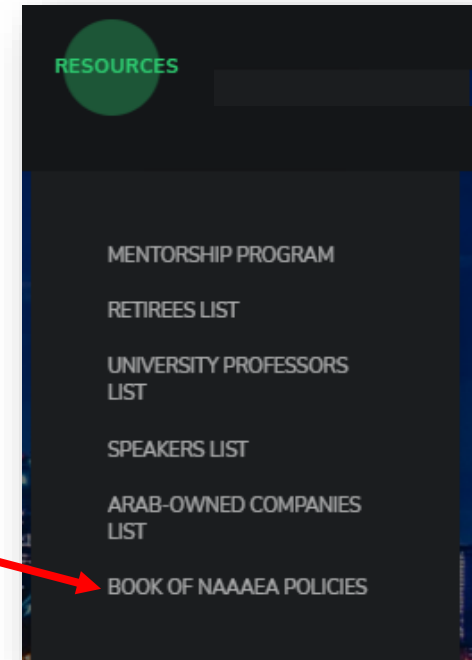 RESOURCES
MENTORSHIP PROGRAM
RETIREES LIST
UNIVERSITY PROFESSORS
LIST
SPEAKERS LIST
ARAB-OWNED COMPANIES
LIST
BOOK OF NAAAEA POLICIES